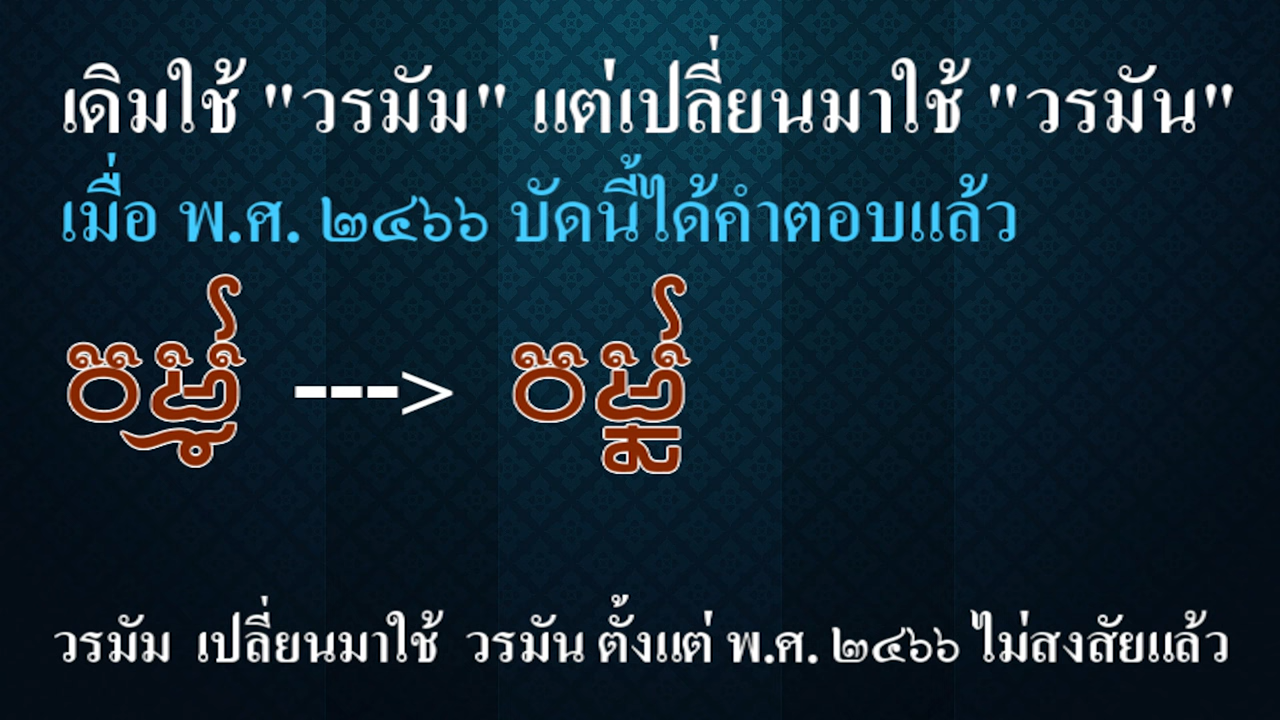 เดิมใช้ "วรมัม" แต่เปลี่ยนมาใช้ "วรมัน"
เมื่อ พ.ศ. ๒๔๖๖ บัดนี้ได้คำตอบแล้ว
--->
วรมัม เปลี่ยนมาใช้ วรมัน ตั้งแต่ พ.ศ. ๒๔๖๖ ไม่สงสัยแล้ว